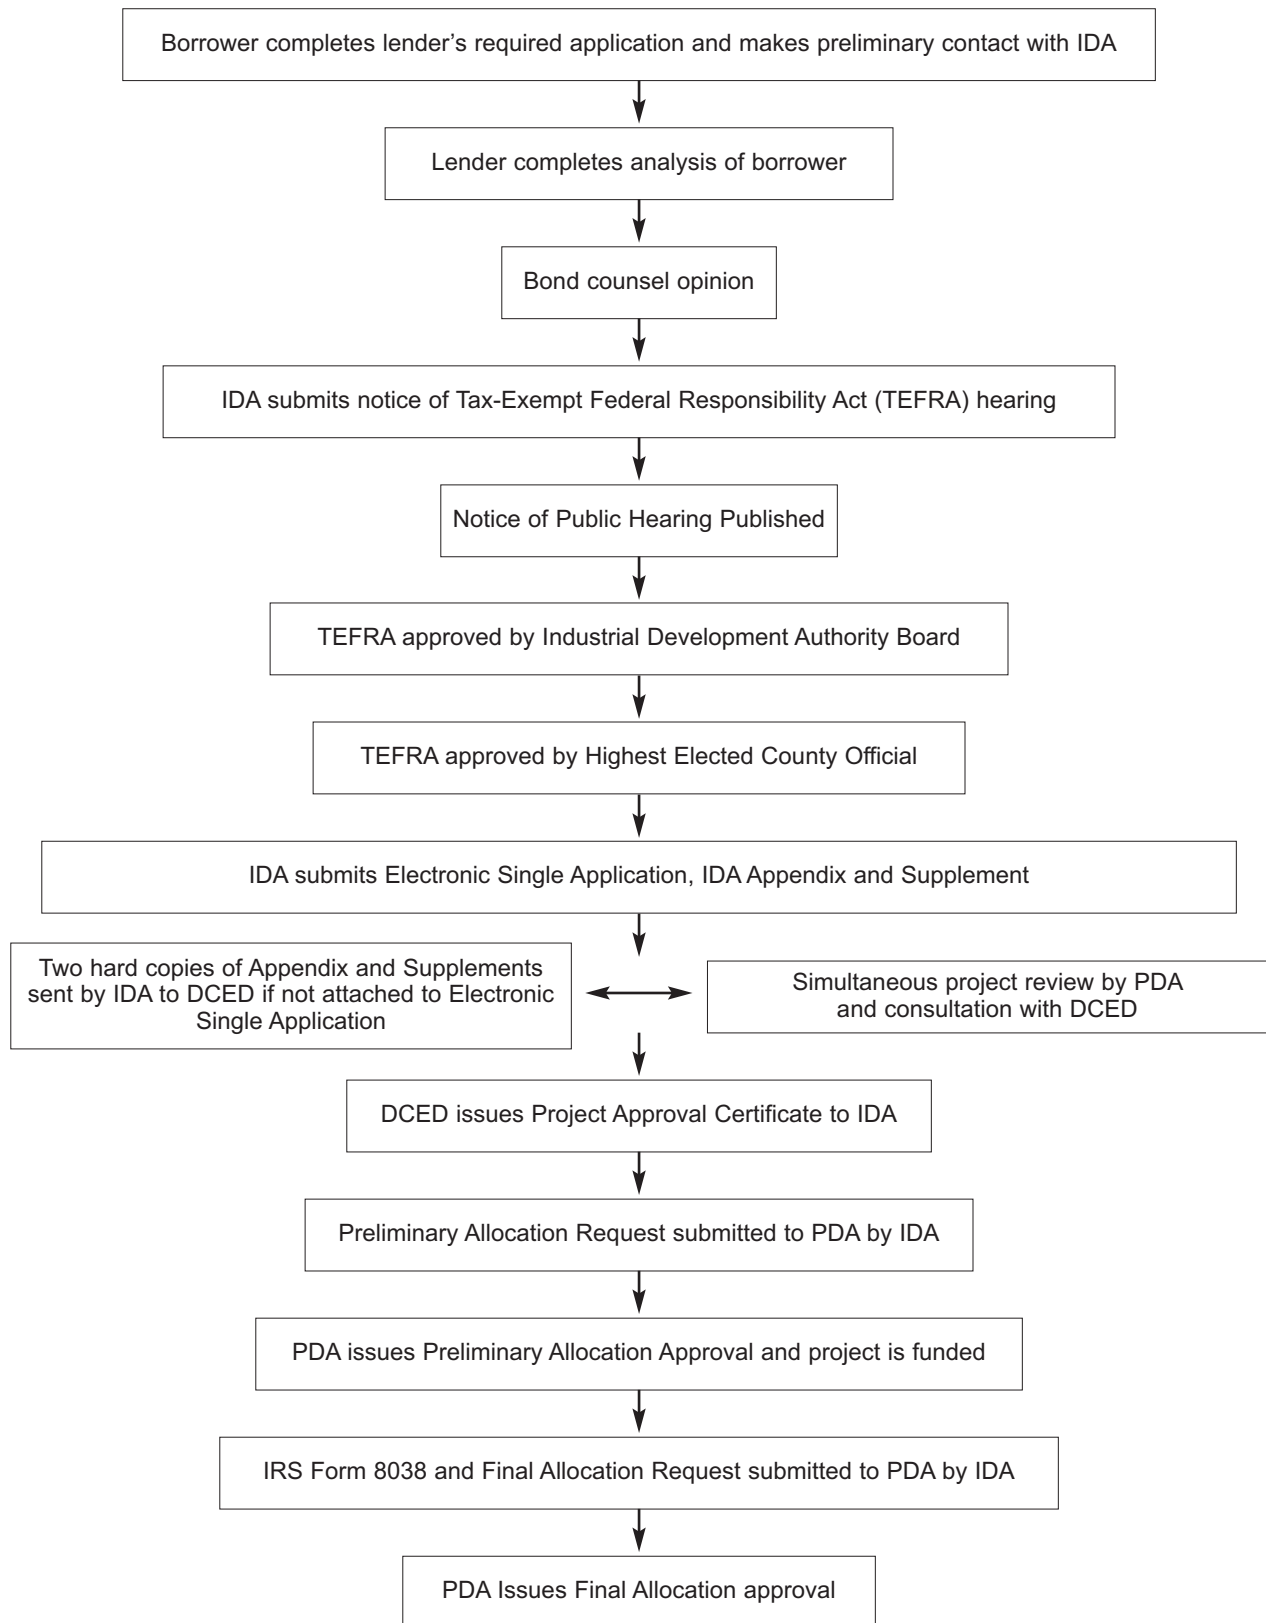 Borrower completes lender’s required application and makes preliminary contact with IDA
Lender completes analysis of borrower
Bond counsel opinion
IDA submits notice of Tax-Exempt Federal Responsibility Act (TEFRA) hearing
Notice of Public Hearing Published
TEFRA approved by Industrial Development Authority Board
TEFRA approved by Highest Elected County Official
IDA submits Electronic Single Application, IDA Appendix and Supplement
Two hard copies of Appendix and Supplements
sent by IDA to DCED if not attached to Electronic
Single Application
Simultaneous project review by PDA
and consultation with DCED
DCED issues Project Approval Certificate to IDA
Preliminary Allocation Request submitted to PDA by IDA
PDA issues Preliminary Allocation Approval and project is funded
IRS Form 8038 and Final Allocation Request submitted to PDA by IDA
PDA Issues Final Allocation approval